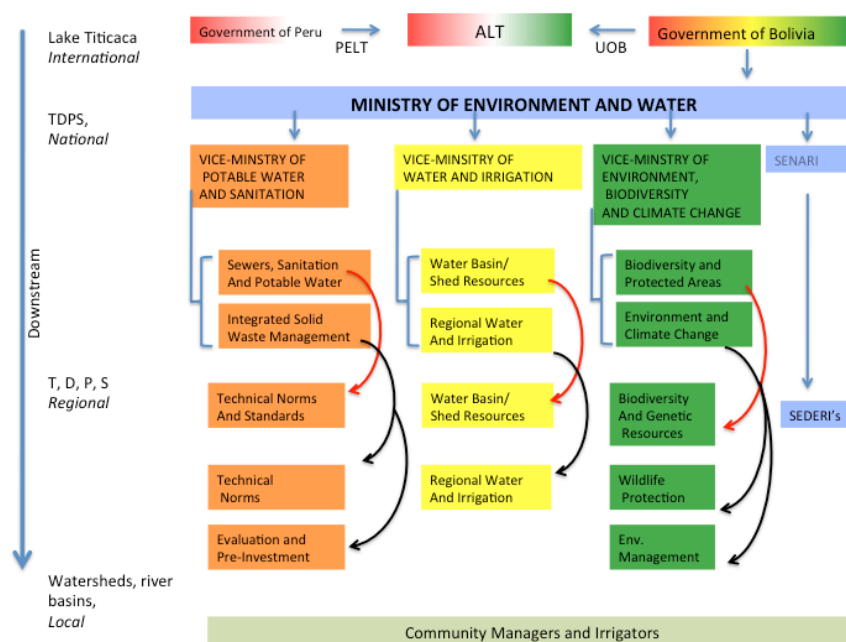 Lake Titicaca
International
Government of Peru
PELT
ALT
UOB
Government of Bolivia
MINISTRY OF ENVIRONMENT AND WATER
TDPS,
National
VICE-MINSTRY OF
POTABLE WATER
AND SANITATION
VICE-MINSITRY OF
WATER AND IRRIGATION
VICE-MINSTRY OF
ENVIRONMENT,
BIODIVERSITY
AND CLIMATE CHANGE
SENARI
Downstream
Sewers, Sanitation
And Potable Water
Water Basin/
Shed Resources
Biodiversity and
Protected Areas
Integrated Solid
Waste Management
Regional Water
And Irrigation
Environment and
Climate Change
T, D, P, S
Regional
Technical Norms
And Standards
Water Basin/
Shed Resources
Biodiversity
And Genetic
Resources
SEDERI's
Technical
Norms
Regional Water
And Irrigation
Wildlife
Protection
Evaluation and
Pre-Investment
Env.
Management
Watersheds, river
basins,
Local
Community Managers and Irrigators